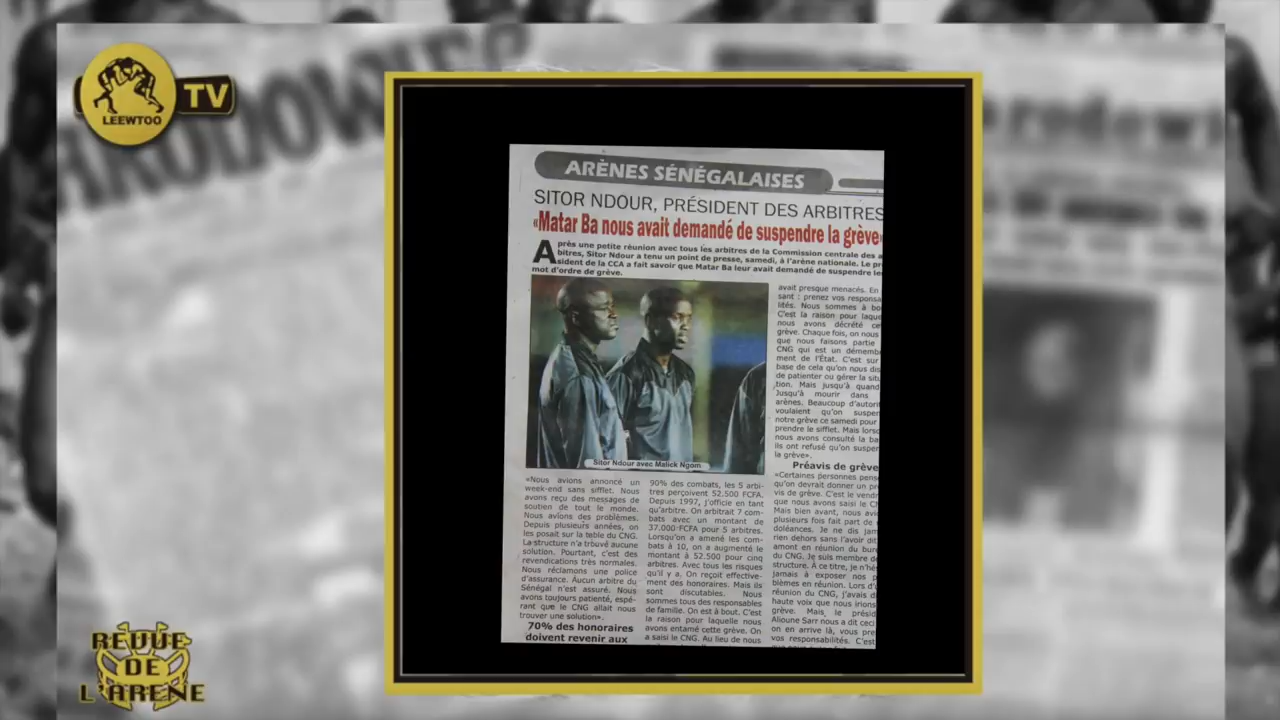 LEEWTOO
TV
ARÈNES SÉNÉGALAISES
SITOR NDOUR, PRÉSIDENT DES ARBITRES
«Matar Ba nous avait demandé de suspendre la grève»
Après une petite réunion avec tous les arbitres de la Commission centrale des a
bitres, Sitor Ndour a tenu un point de presse, samedi, à l'arène nationale. Le pr
sident de la CCA a fait savoir que Matar Ba leur avait demandé de suspendre le
mot d'ordre de grève.
Sitor Ndour avec Malick Ngom
«Nous avions annoncé un
week-end sans sifflet. Nous
avons reçu des messages de
soutien de tout le monde.
Nous avions des problèmes.
Depuis plusieurs années, on
les posait sur la table du CNG.
La structure n'a trouvé aucune
solution. Pourtant, c'est des
revendications très normales.
Nous réclamons une police
d'assurance. Aucun arbitre du
Sénégal n'est assuré. Nous
avons toujours patienté, espé-
rant que le CNG allait nous
trouver une solution».
70% des honoraires
doivent revenir aux
90% des combats, les 5 arbi-
tres perçoivent 52.500 FCFA.
Depuis 1997, j'officie en tant
qu'arbitre. On arbitrait 7 com-
bats avec un montant de
37.000 FCFA pour 5 arbitres.
Lorsqu'on a amené les com-
bats à 10, on a augmenté le
montant à 52.500 pour cinq
arbitres. Avec tous les risques
qu'il y a. On reçoit effective-
ment des honoraires. Mais ils
sont discutables. Nous
sommes tous des responsables
de famille. On est à bout. C'est
la raison pour laquelle nous
avons entamé cette grève. On
a saisi le CNG. Au lieu de nous
avait presque menacés. En
sant : prenez vos responsa
lités. Nous sommes à bo
C'est la raison pour laque
nous avons décrété ce
grève. Chaque fois, on nous
que nous faisons partie
CNG qui est un démemb
ment de l'État. C'est sur
base de cela qu'on nous dis
de patienter ou gérer la situ
tion. Mais jusqu'à quand
Jusqu'à mourir dans
arènes. Beaucoup d'autorit
voulaient qu'on suspen
notre grève ce samedi pour
prendre le sifflet. Mais lorsc
nous avons consulté la ba
ils ont refusé qu'on suspen
la grève».
Préavis de grève
«Certaines personnes pense
qu'on devrait donner un pré
vis de grève. C'est le vendr
que nous avons saisi le CN
Mais bien avant, nous avio
plusieurs fois fait part de
doléances. Je ne dis jam
rien dehors sans l'avoir dit
amont en réunion du bur
du CNG. Je suis membre de
structure. À ce titre, je n'hé
jamais à exposer nos p
blèmes en réunion. Lors d'u
réunion du CNG, j'avais di
haute voix que nous irions
grève. Mais, le présid
Alioune Sarr nous a dit ceci
on en arrive là, vous pre
vos responsabilités. C'est
REVUE
DE
L'ARENE